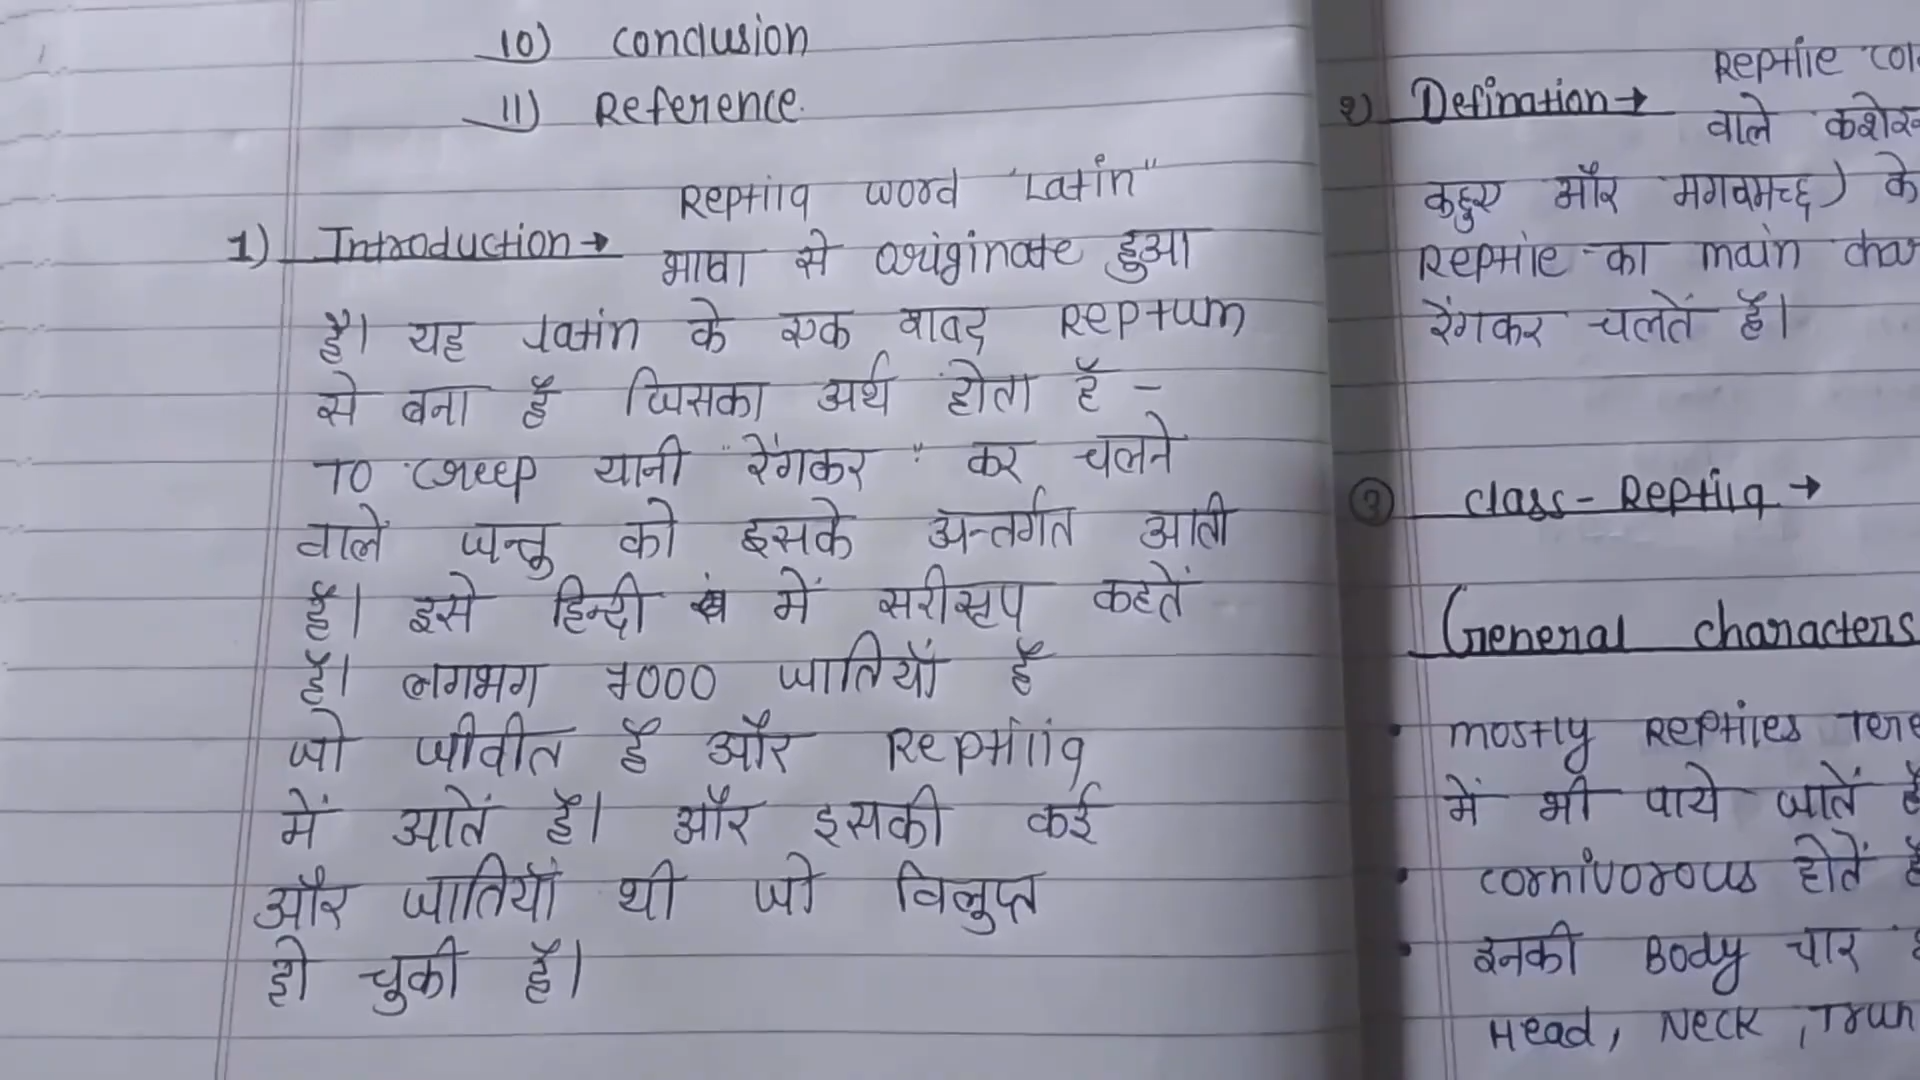 10) Conclusion
11) Reference.
Reptilia word "Latin"
1) Introduction →
भाषा से originate हुआ
है। यह Latin के एक शब्द Reptum
से बना है जिसका अर्थ होता है -
To creep यानी "रेंगकर" कर चलने
वाले जन्तु को इसके अन्तर्गत आती
है। इसे हिन्दी में सरीसृप कहतें
है। लगभग 7000 जातियाँ है
जो जीवीत है और Reptilia
में आतें है। और इसकी कई
और जातियाँ थी जो विलुप्त
हो चुकी है।
Reptile
2) Defination →
वाले
कछुए और मगरमच्छ) के
Reptile का main
रेंगकर चलतें है।
3 Class - Reptilia →
General characters
• mostly Reptiles
में भी पाये जातें
• cornivorous होतें
• इनकी Body चार
Head, Neck,